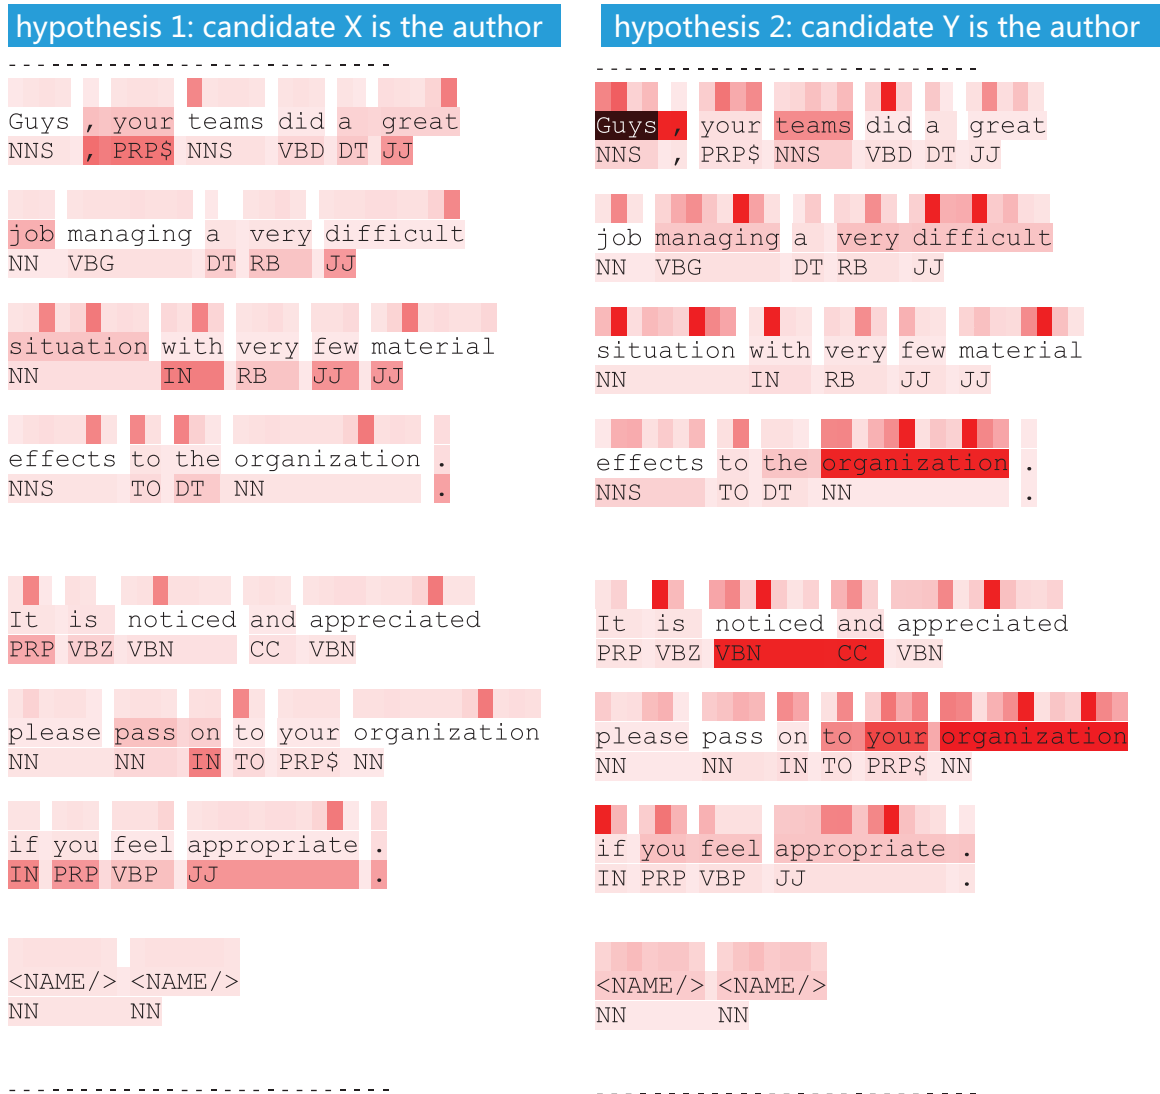 hypothesis 1: candidate X is the author
---------------------------
Guys , your teams did a great
NNS , PRP$ NNS VBD DT JJ
job managing a very difficult
NN VBG DT RB JJ
situation with very few material
NN IN RB JJ JJ
effects to the organization .
NNS TO DT NN .
It is noticed and appreciated
PRP VBZ VBN CC VBN
please pass on to your organization
NN NN IN TO PRP$ NN
if you feel appropriate .
IN PRP VBP JJ .
<NAME/> <NAME/>
NN NN
---------------------------
hypothesis 2: candidate Y is the author
---------------------------
Guys , your teams did a great
NNS , PRP$ NNS VBD DT JJ
job managing a very difficult
NN VBG DT RB JJ
situation with very few material
NN IN RB JJ JJ
effects to the organization .
NNS TO DT NN .
It is noticed and appreciated
PRP VBZ VBN CC VBN
please pass on to your organization
NN NN IN TO PRP$ NN
if you feel appropriate .
IN PRP VBP JJ .
<NAME/> <NAME/>
NN NN
---------------------------